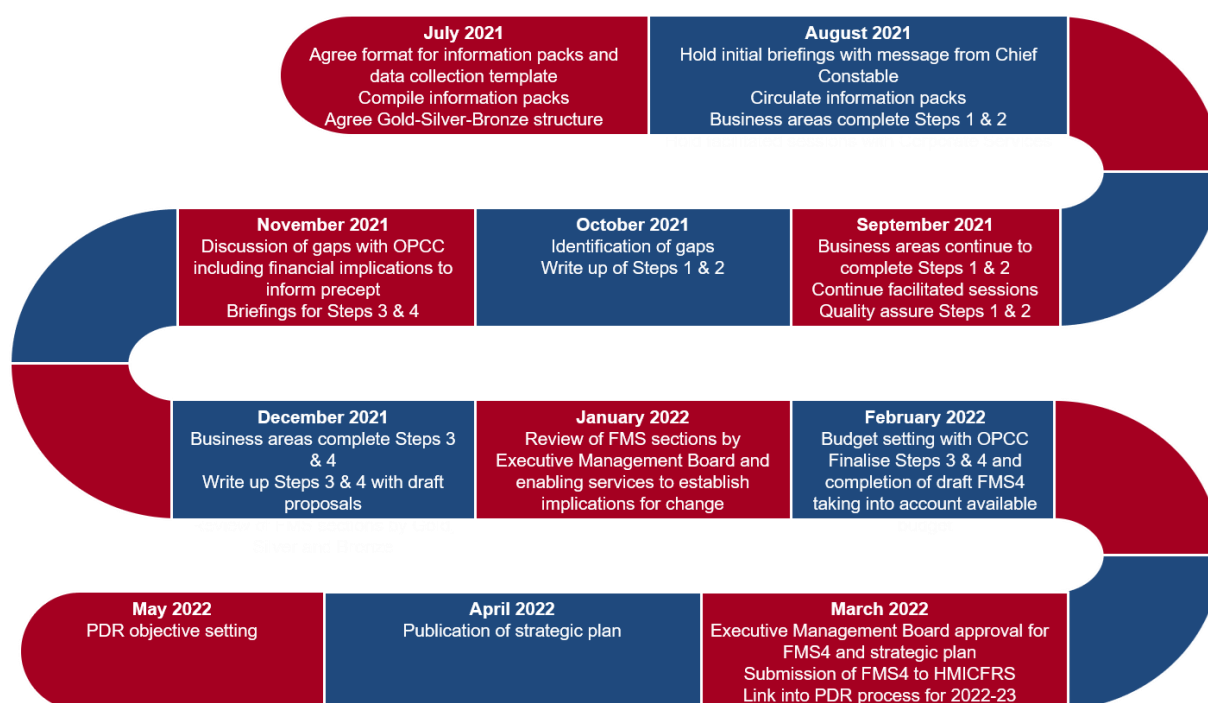 July 2021
Agree format for information packs and
data collection template
Compile information packs
Agree Gold-Silver-Bronze structure
August 2021
Hold initial briefings with message from Chief
Constable
Circulate information packs
Business areas complete Steps 1 & 2
September 2021
Business areas continue to
complete Steps 1 & 2
Continue facilitated sessions
Quality assure Steps 1 & 2
October 2021
Identification of gaps
Write up of Steps 1 & 2
November 2021
Discussion of gaps with OPCC
including financial implications to
inform precept
Briefings for Steps 3 & 4
December 2021
Business areas complete Steps 3
& 4
Write up Steps 3 & 4 with draft
proposals
January 2022
Review of FMS sections by
Executive Management Board and
enabling services to establish
implications for change
February 2022
Budget setting with OPCC
Finalise Steps 3 & 4 and
completion of draft FMS4
taking into account available
March 2022
Executive Management Board approval for
FMS4 and strategic plan
Submission of FMS4 to HMICFRS
Link into PDR process for 2022-23
April 2022
Publication of strategic plan
May 2022
PDR objective setting